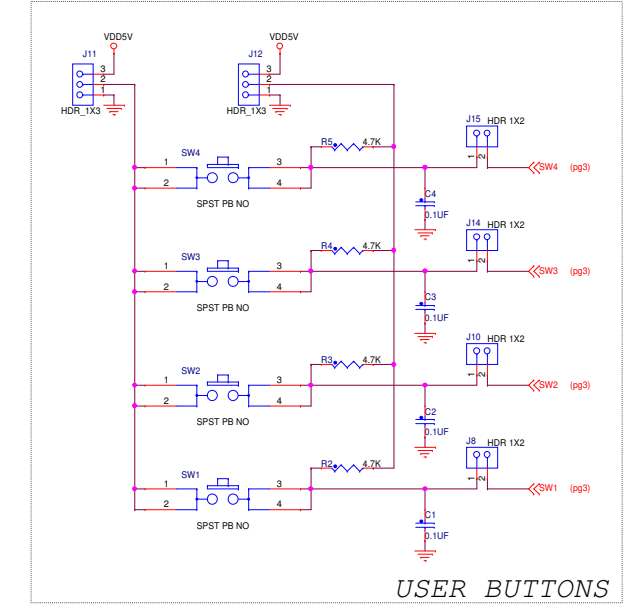 VDD5V VDD5V
J11 J12
3 3
2 2
1 1
HDR_1X3 HDR_1X3
J15 HDR 1X2
R5 4.7K
SW4
1 3
2 4
1 2
SW4 (pg3)
SPST PB NO
C4
0.1UF
J14 HDR 1X2
R4 4.7K
SW3
1 3
2 4
1 2
SW3 (pg3)
SPST PB NO
C3
0.1UF
J10 HDR 1X2
R3 4.7K
SW2
1 3
2 4
1 2
SW2 (pg3)
SPST PB NO
C2
0.1UF
J8 HDR 1X2
R2 4.7K
SW1
1 3
2 4
1 2
SW1 (pg3)
SPST PB NO
C1
0.1UF
USER BUTTONS